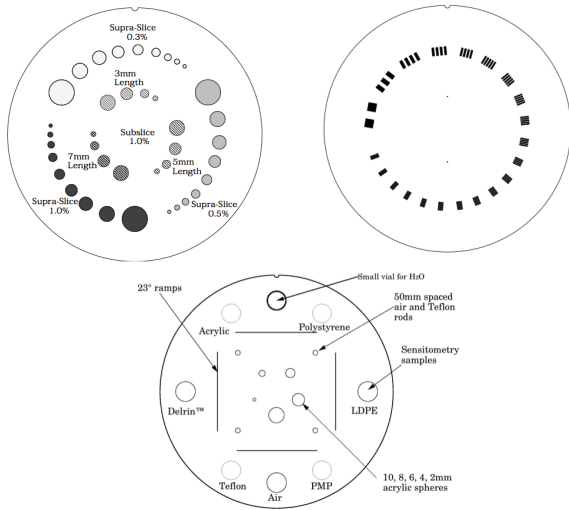 Supra-Slice
0.3%
3mm
Length
Subslice
1.0%
7mm
Length
5mm
Length
Supra-Slice
1.0%
Supra-Slice
0.5%
23° ramps
Small vial for H₂O
50mm spaced
air and Teflon
rods
Acrylic
Polystyrene
Sensitometry
samples
Delrin™
LDPE
10, 8, 6, 4, 2mm
acrylic spheres
Teflon
Air
PMP